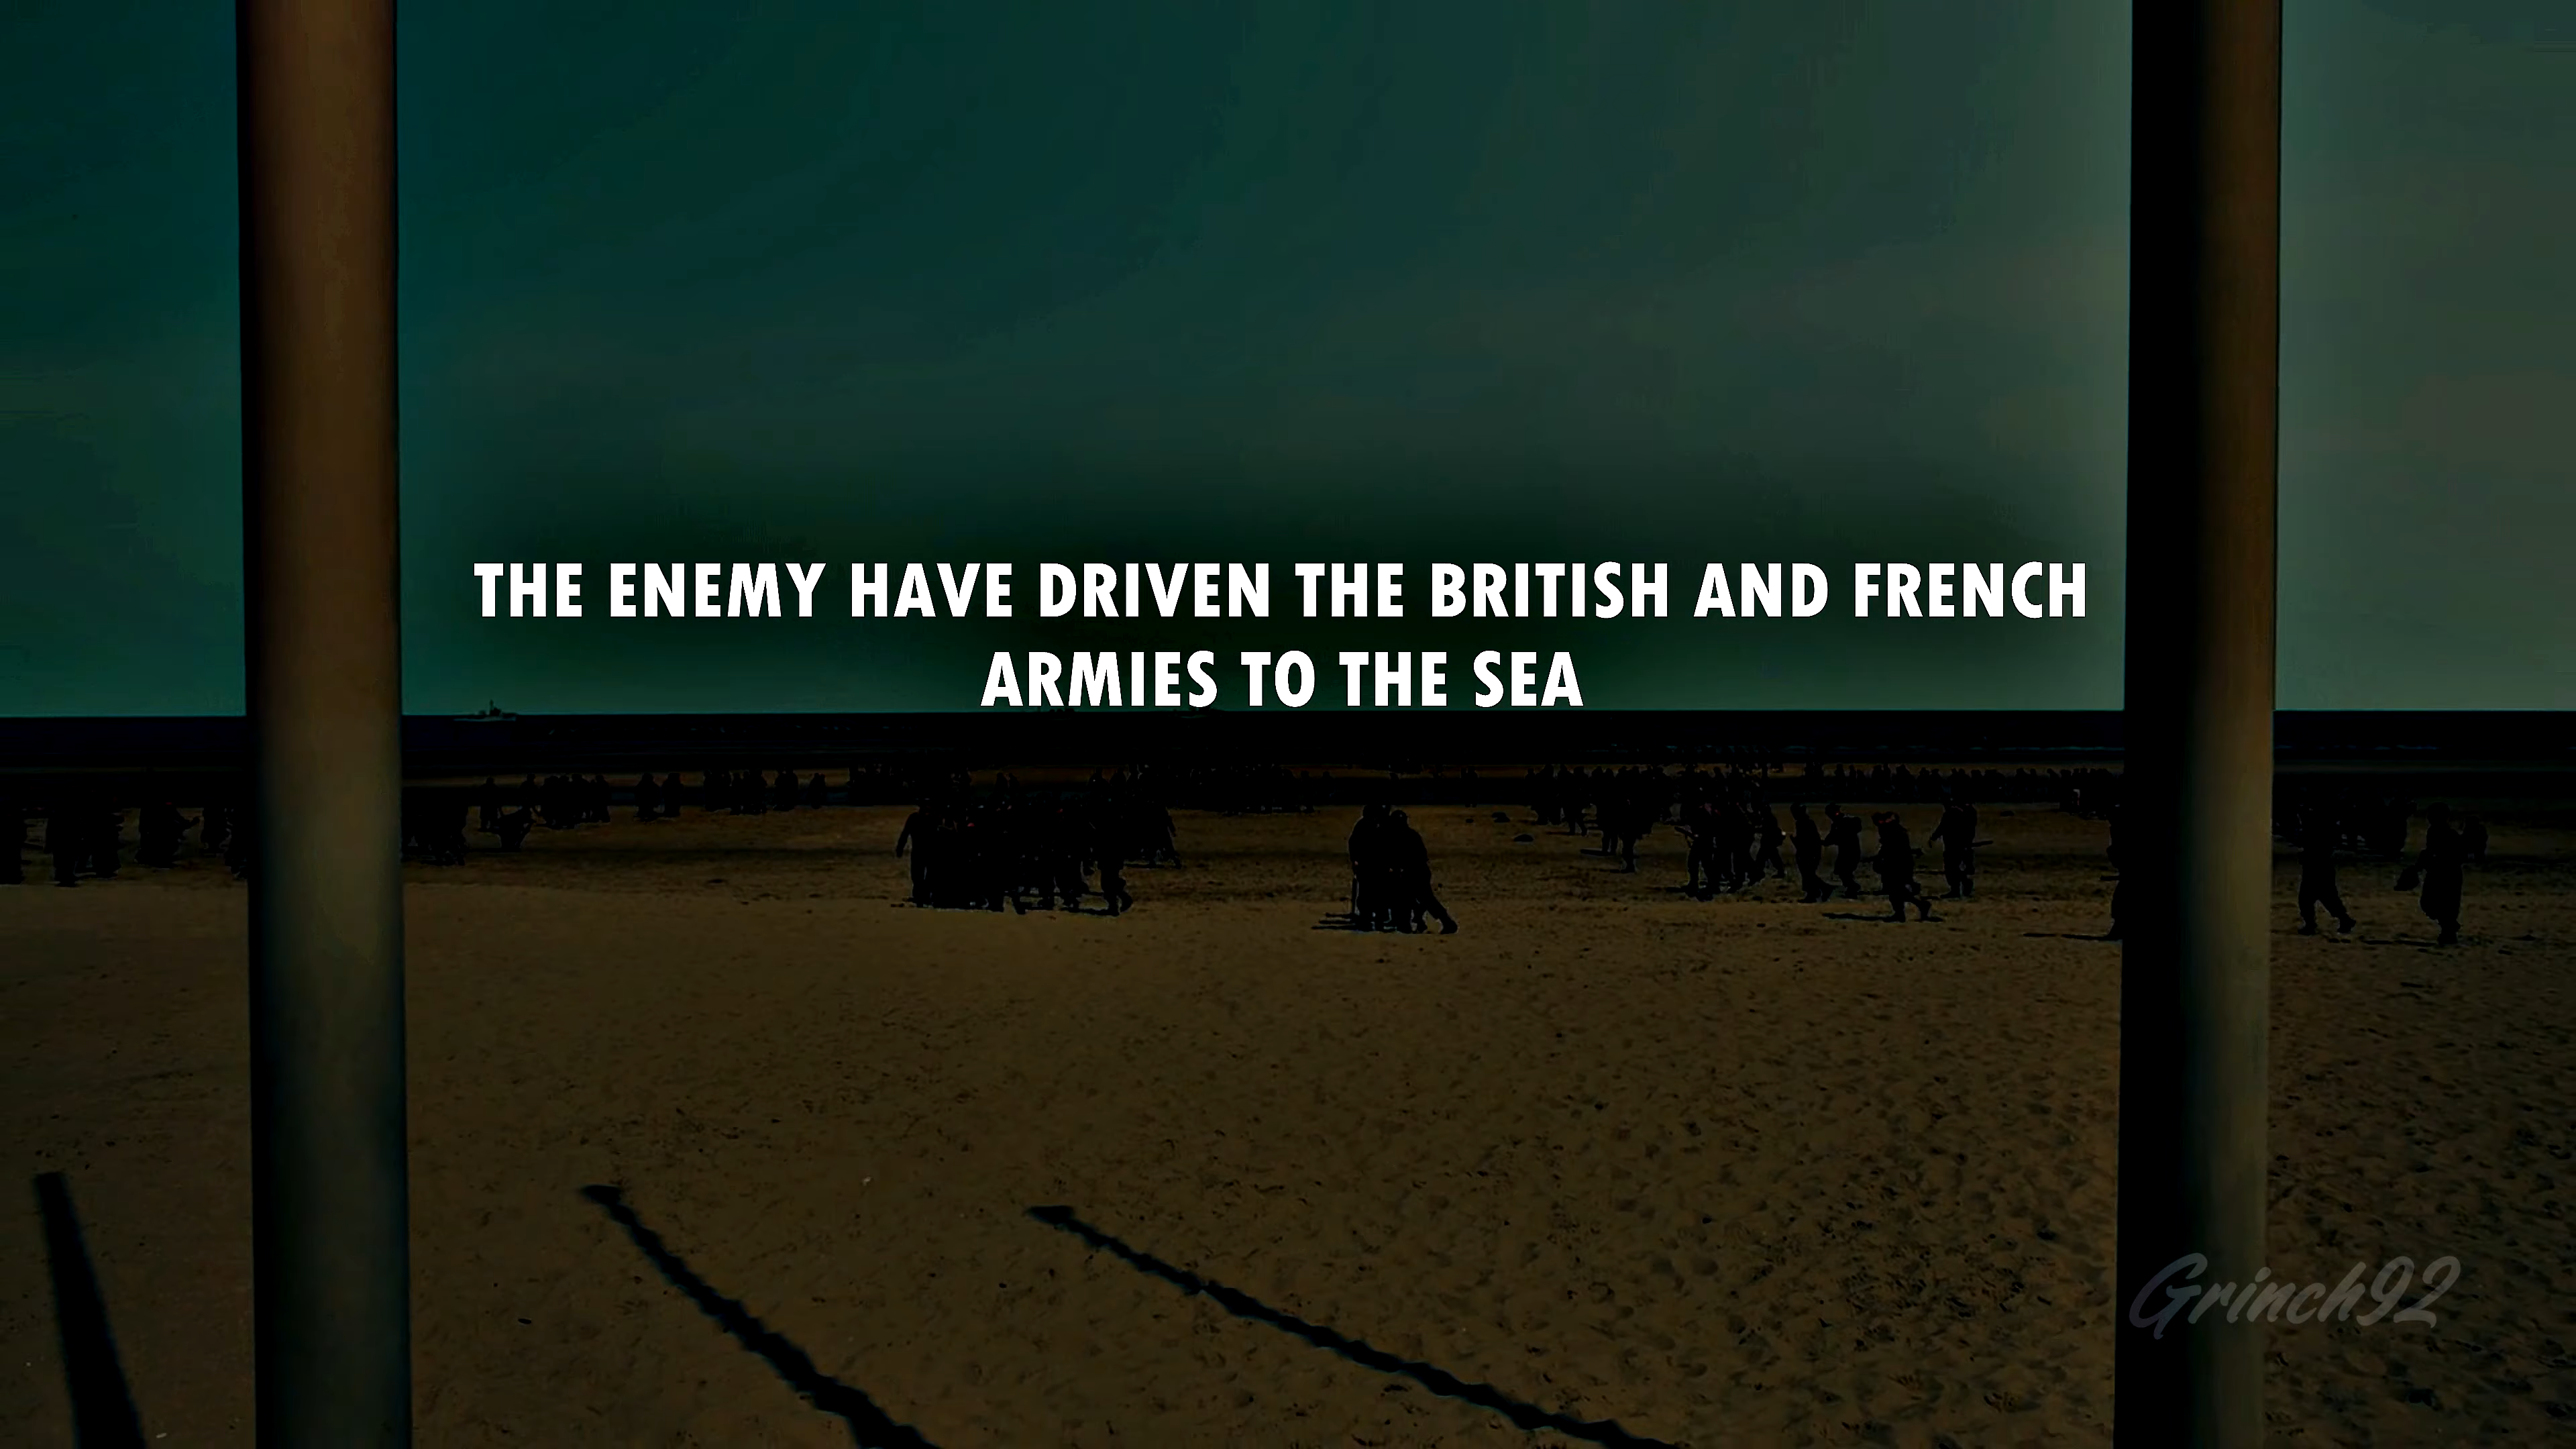 THE ENEMY HAVE DRIVEN THE BRITISH AND FRENCH
ARMIES TO THE SEA
Grinch92